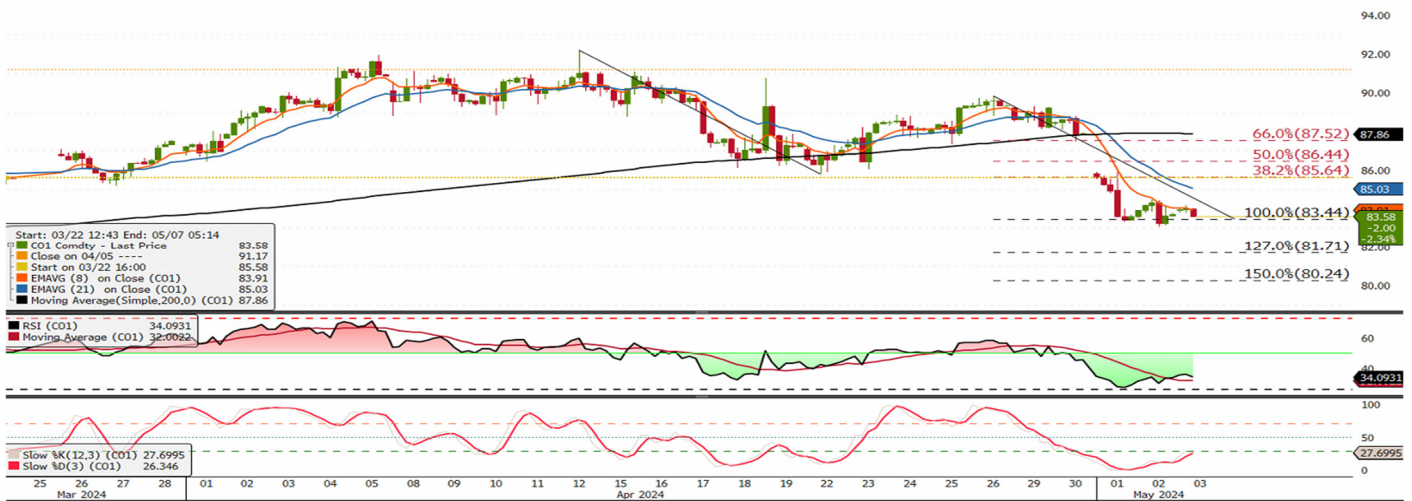 94.00
92.00
90.00
66.0%(87.52)
87.86
50.0%(86.44)
86.00
38.2%(85.64)
85.03
100.0%(83.44)
83.58
-2.00
-2.34%
82.00
127.0%(81.71)
150.0%(80.24)
80.00
Start: 03/22 12:43 End: 05/07 05:14
CO1 Comdty - Last Price 83.58
Close on 04/05 ---- 91.17
Start on 03/22 16:00 85.58
EMAVG (8) on Close (CO1) 83.91
EMAVG (21) on Close (CO1) 85.03
Moving Average(Simple,200,0) (CO1) 87.86
RSI (CO1) 34.0931
Moving Average (CO1) 32.0022
60
40
34.0931
100
50
Slow %K(12,3) (CO1) 27.6995
Slow %D(3) (CO1) 26.346
27.6995
0
25 26 27 28 01 02 03 04 05 08 09 10 11 12 15 16 17 18 19 22 23 24 25 26 29 30 01 02 03
Mar 2024 Apr 2024 May 2024